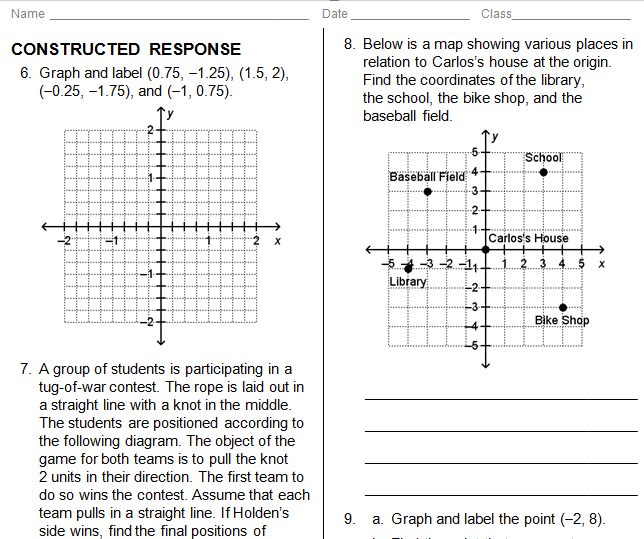 Name
Date
Class
CONSTRUCTED RESPONSE
6. Graph and label (0.75, −1.25), (1.5, 2),
(−0.25, −1.75), and (−1, 0.75).
y
2
1
−2 −1 1 2 x
−1
−2
7. A group of students is participating in a
tug-of-war contest. The rope is laid out in
a straight line with a knot in the middle.
The students are positioned according to
the following diagram. The object of the
game for both teams is to pull the knot
2 units in their direction. The first team to
do so wins the contest. Assume that each
team pulls in a straight line. If Holden's
side wins, find the final positions of
8. Below is a map showing various places in
relation to Carlos's house at the origin.
Find the coordinates of the library,
the school, the bike shop, and the
baseball field.
y
5
School
4
Baseball Field
3
2
1
Carlos's House
−5 −4 −3 −2 −1 1 2 3 4 5 x
−1
Library
−2
−3
Bike Shop
−4
−5
9. a. Graph and label the point (−2, 8).